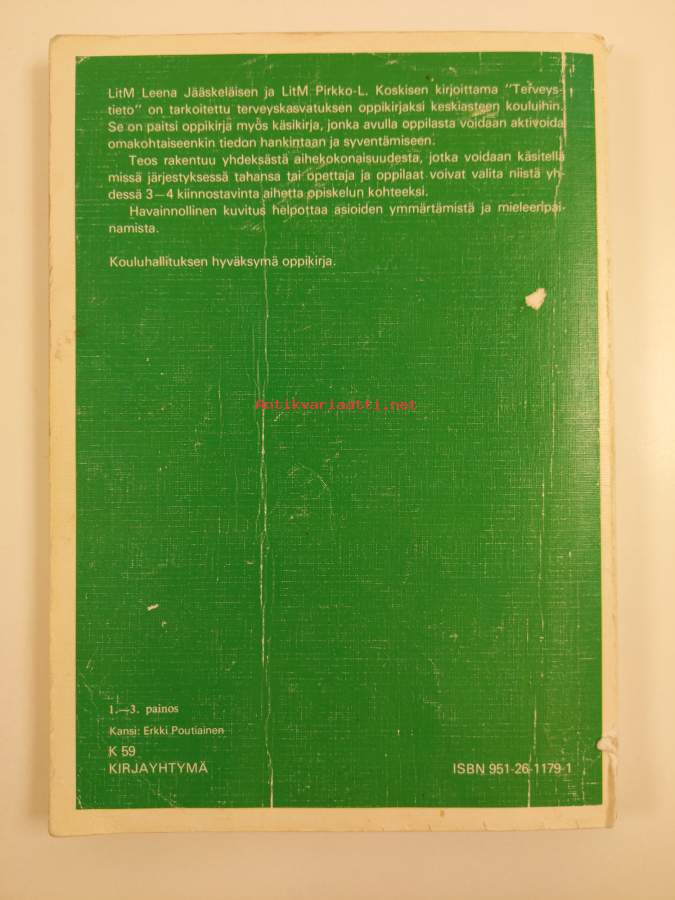 LitM Leena Jääskeläisen ja LitM Pirkko-L. Koskisen kirjoittama "Terveys-
tieto" on tarkoitettu terveyskasvatuksen oppikirjaksi keskiasteen kouluihin.
Se on paitsi oppikirja myös käsikirja, jonka avulla oppilasta voidaan aktivoida
omakohtaiseenkin tiedon hankintaan ja syventämiseen.
Teos rakentuu yhdeksästä aihekokonaisuudesta, jotka voidaan käsitellä
missä järjestyksessä tahansa tai opettaja ja oppilaat voivat valita niistä yh-
dessä 3—4 kiinnostavinta aihetta opiskelun kohteeksi.
Havainnollinen kuvitus helpottaa asioiden ymmärtämistä ja mieleenpai-
namista.
Kouluhallituksen hyväksymä oppikirja.
Antikvariaatti.net
1.—3. painos
Kansi: Erkki Poutiainen
K 59
KIRJAYHTYMÄ
ISBN 951-26-1179-1